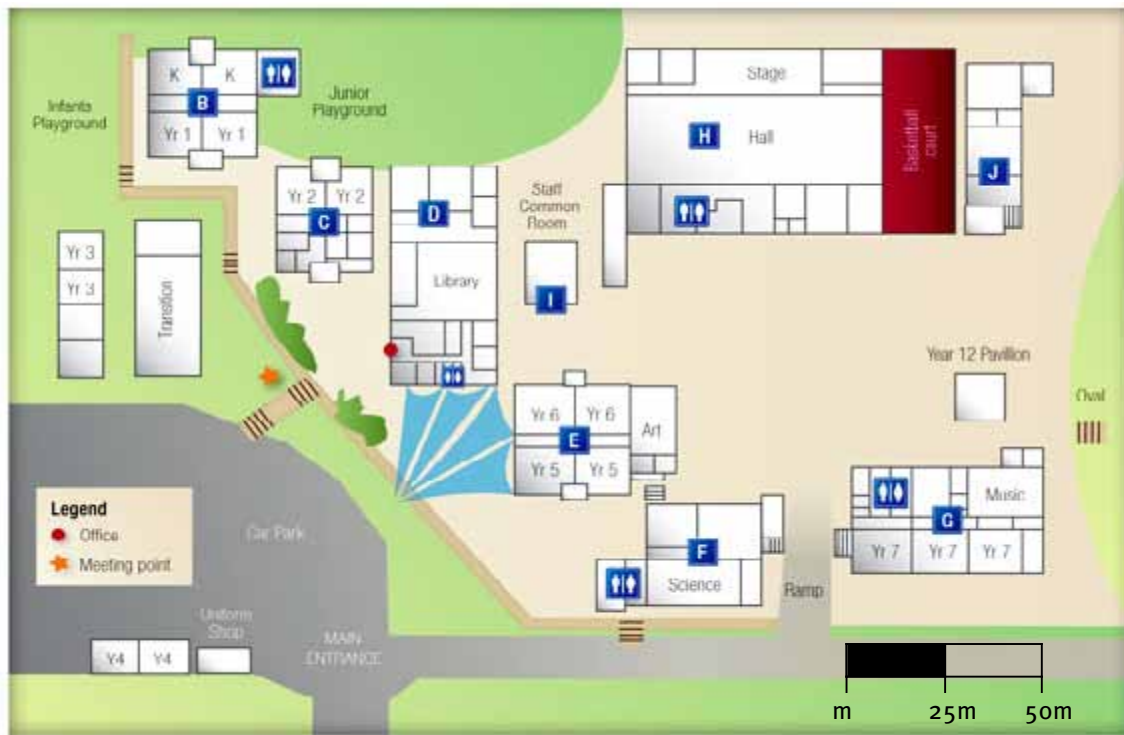 K K
B
Yr 1 Yr 1
Infants
Playground
Junior
Playground
Stage
H
Hall
Basketball
court
J
Yr 2 Yr 2
C
D
Staff
Common
Room
I
Library
Yr 3
Yr 3
Transition
Year 12 Pavillion
Oval
Yr 6 Yr 6
E
Yr 5 Yr 5
Art
Music
G
Yr 7 Yr 7 Yr 7
F
Science
Ramp
Legend
Office
Meeting point
Car Park
Uniform
Shop
Y4 Y4
MAIN
ENTRANCE
m 25m 50m